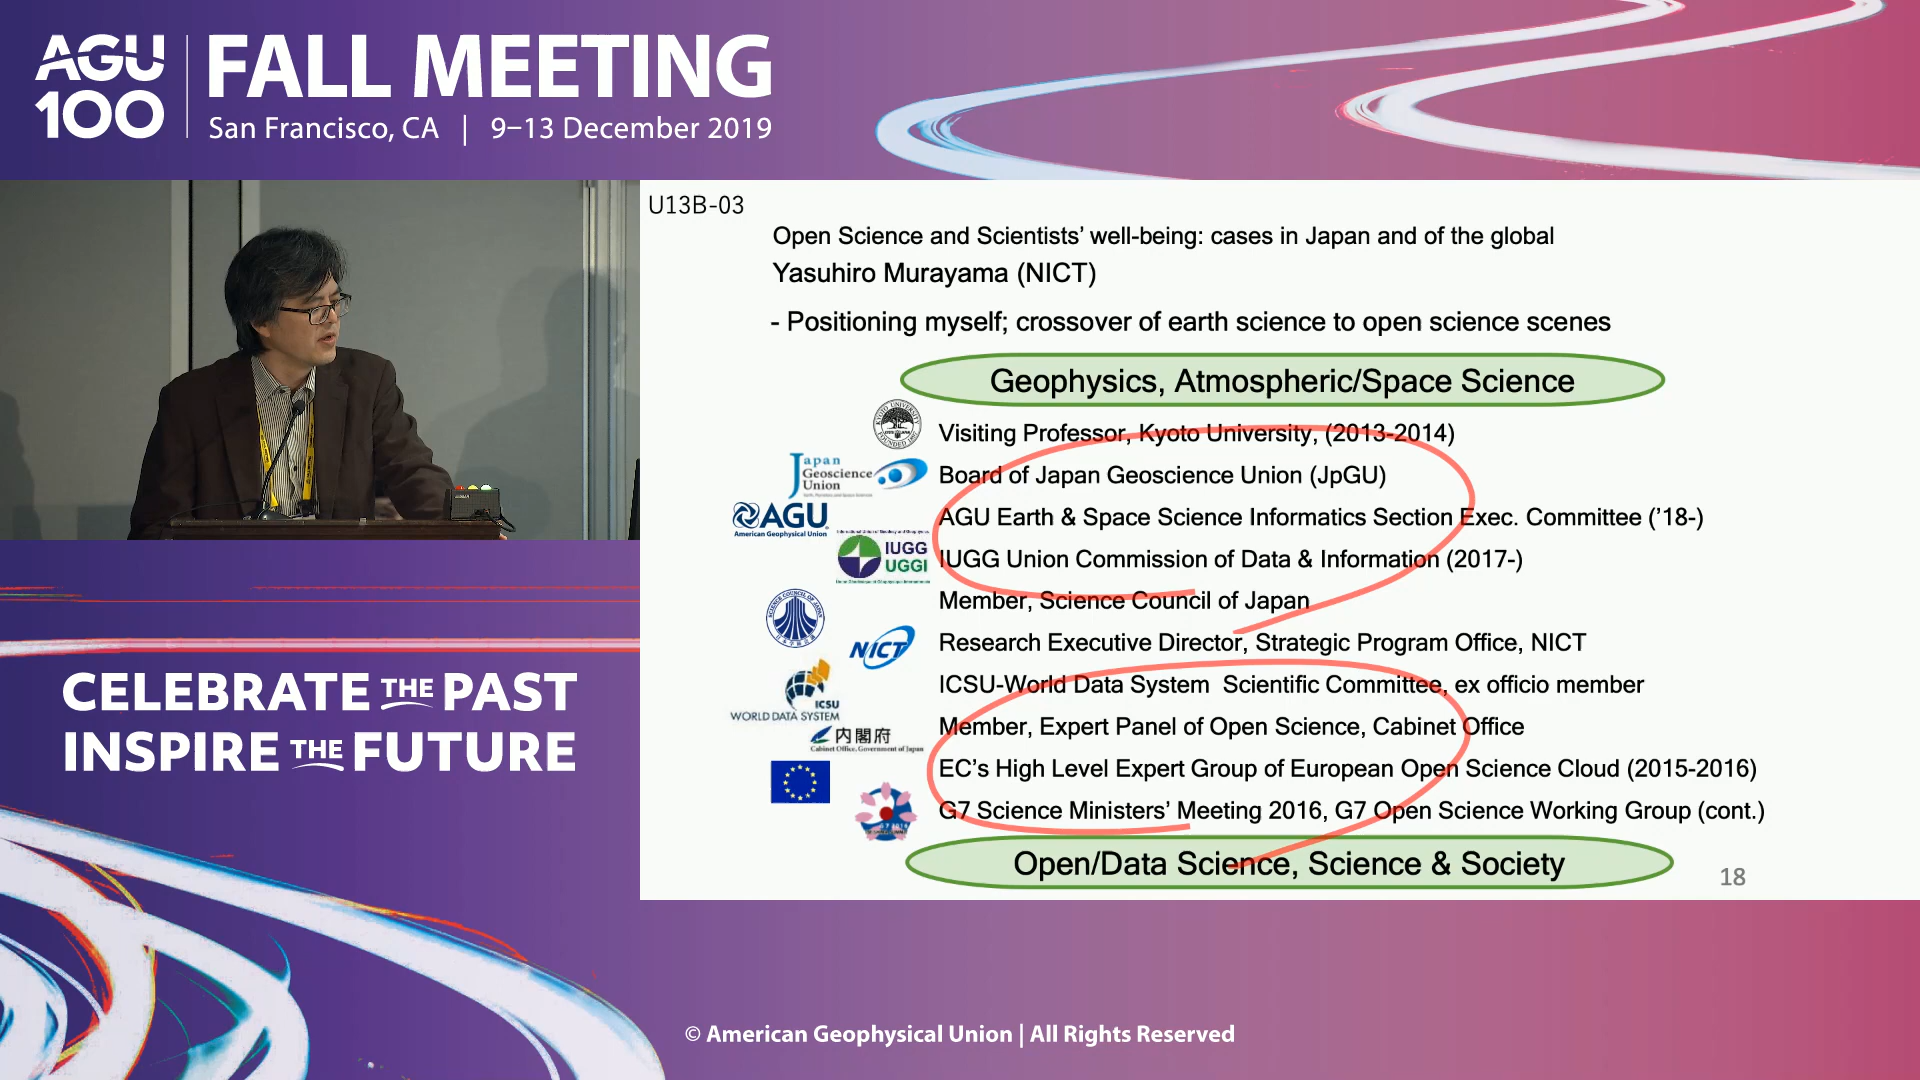 AGU
100
FALL MEETING
San Francisco, CA | 9–13 December 2019
U13B-03
Open Science and Scientists’ well-being: cases in Japan and of the global
Yasuhiro Murayama (NICT)
- Positioning myself; crossover of earth science to open science scenes
Geophysics, Atmospheric/Space Science
Visiting Professor, Kyoto University, (2013-2014)
Japan
Geoscience
Union
Board of Japan Geoscience Union (JpGU)
AGU
American Geophysical Union
AGU Earth & Space Science Informatics Section Exec. Committee (’18-)
IUGG
UGGI
IUGG Union Commission of Data & Information (2017-)
Member, Science Council of Japan
NICT
Research Executive Director, Strategic Program Office, NICT
ICSU
WORLD DATA SYSTEM
ICSU-World Data System Scientific Committee, ex officio member
内閣府
Cabinet Office, Government of Japan
Member, Expert Panel of Open Science, Cabinet Office
EC’s High Level Expert Group of European Open Science Cloud (2015-2016)
G7 Science Ministers’ Meeting 2016, G7 Open Science Working Group (cont.)
Open/Data Science, Science & Society
18
CELEBRATE THE PAST
INSPIRE THE FUTURE
© American Geophysical Union | All Rights Reserved